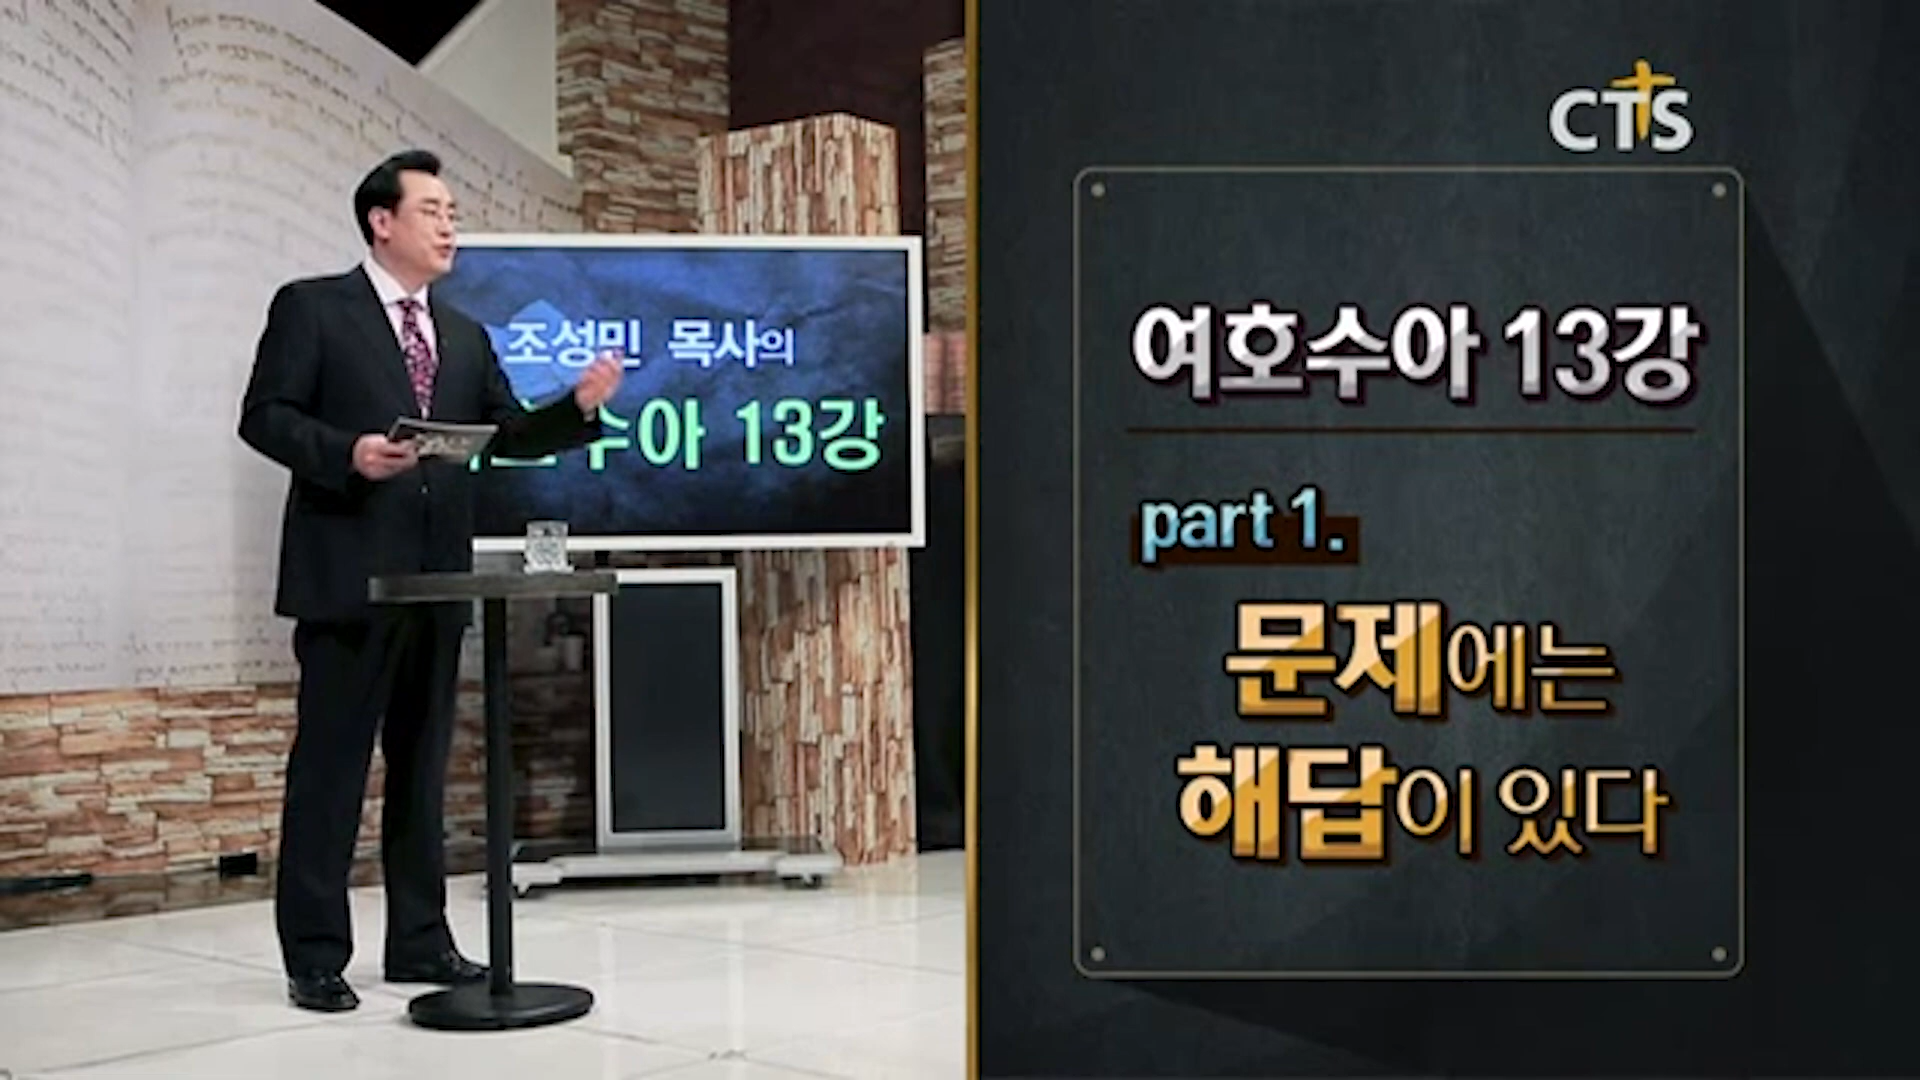 조성민 목사의
수아 13강
CTS
여호수아 13강
part 1.
문제에는
해답이 있다